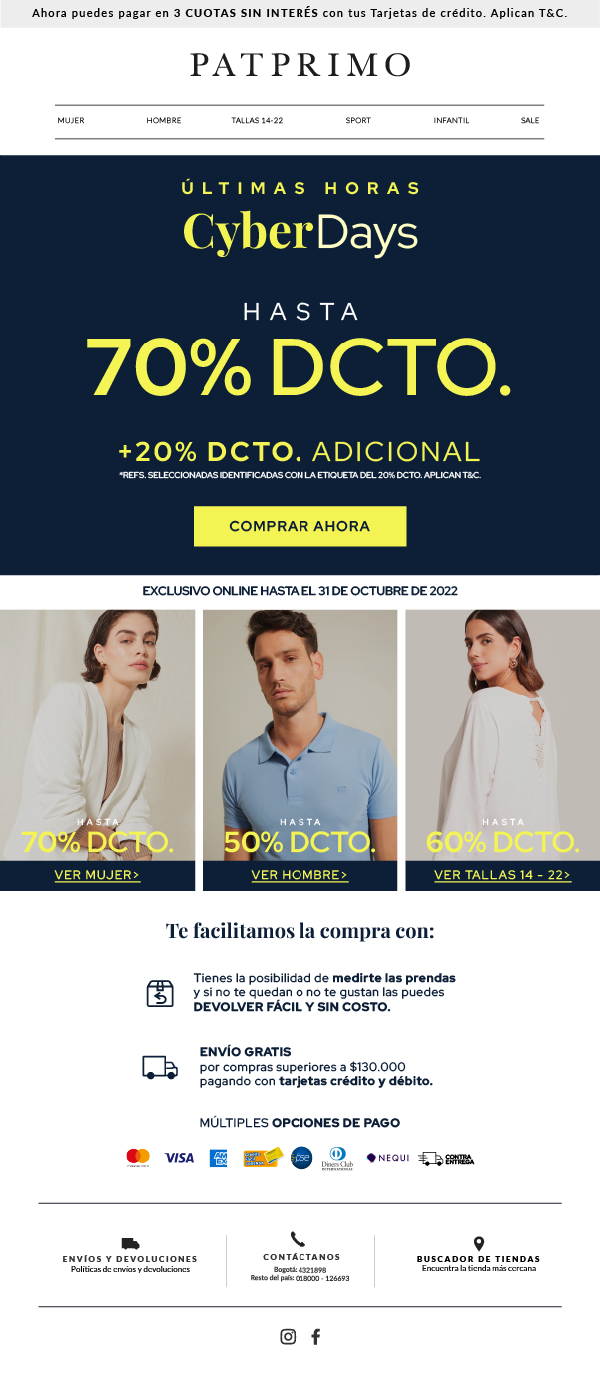 Ahora puedes pagar en 3 CUOTAS SIN INTERÉS con tus Tarjetas de crédito. Aplican T&C.
PATPRIMO
MUJER HOMBRE TALLAS 14-22 SPORT INFANTIL SALE
ÚLTIMAS HORAS
CyberDays
HASTA
70% DCTO.
+20% DCTO. ADICIONAL
*REFS. SELECCIONADAS IDENTIFICADAS CON LA ETIQUETA DEL 20% DCTO. APLICAN T&C.
COMPRAR AHORA
EXCLUSIVO ONLINE HASTA EL 31 DE OCTUBRE DE 2022
HASTA
70% DCTO.
VER MUJER>
HASTA
50% DCTO.
VER HOMBRE>
HASTA
60% DCTO.
VER TALLAS 14 - 22>
Te facilitamos la compra con:
Tienes la posibilidad de medirte las prendas
y si no te quedan o no te gustan las puedes
DEVOLVER FÁCIL Y SIN COSTO.
ENVÍO GRATIS
por compras superiores a $130.000
pagando con tarjetas crédito y débito.
MÚLTIPLES OPCIONES DE PAGO
VISA
AMEX
pse
Diners Club
INTERNATIONAL
NEQUI
CONTRA
ENTREGA
ENVÍOS Y DEVOLUCIONES
Políticas de envíos y devoluciones
CONTÁCTANOS
Bogotá: 4321898
Resto del país: 018000 - 126693
BUSCADOR DE TIENDAS
Encuentra la tienda más cercana